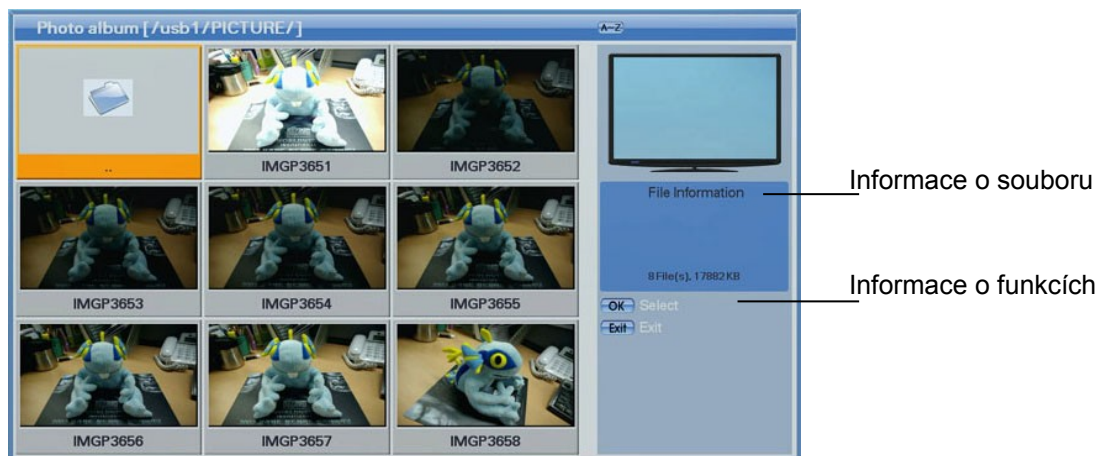 Photo album [/usb1/PICTURE/]
A-Z
..
IMGP3651
IMGP3652
File Information
8 File(s), 17882 KB
IMGP3653
IMGP3654
IMGP3655
OK Select
Exit Exit
IMGP3656
IMGP3657
IMGP3658
Informace o souboru
Informace o funkcích